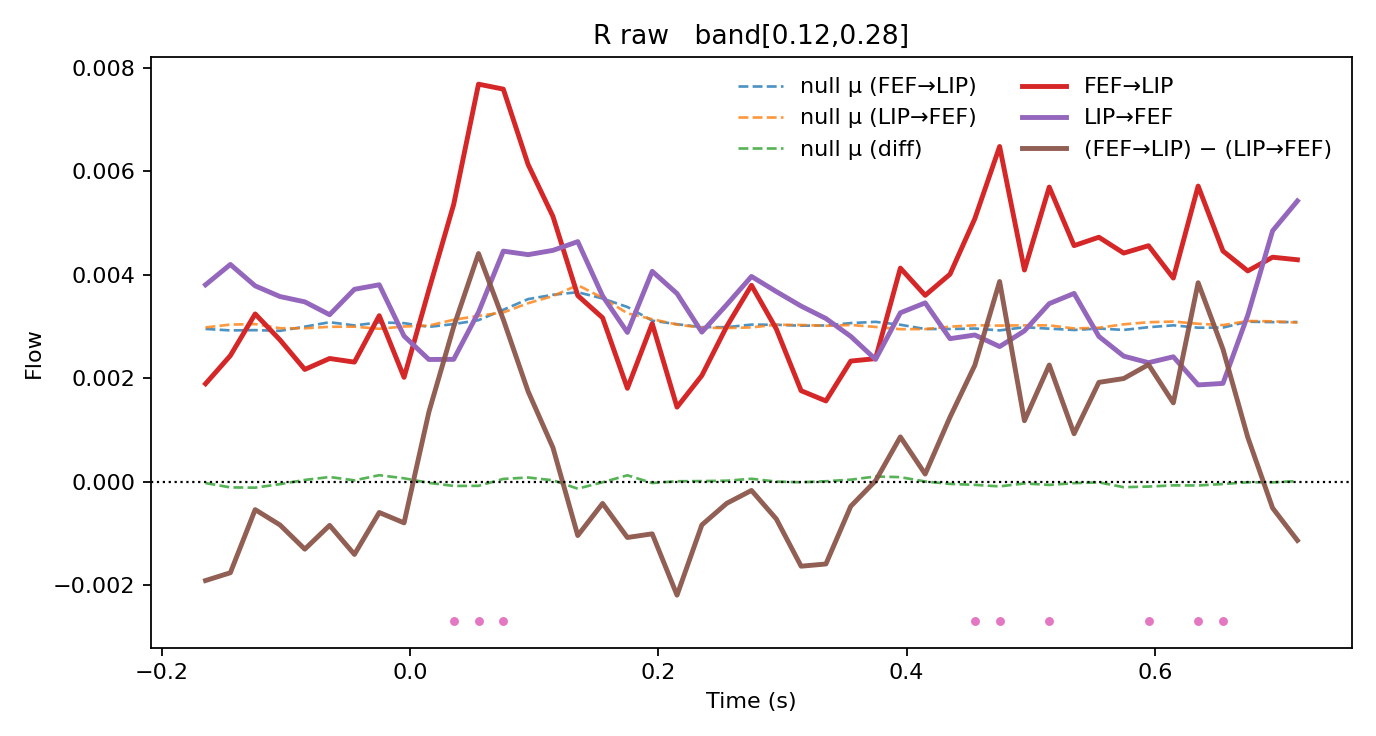 R raw   band[0.12,0.28]
0.008
0.006
0.004
0.002
0.000
−0.002
Flow
null μ (FEF→LIP)
null μ (LIP→FEF)
null μ (diff)
FEF→LIP
LIP→FEF
(FEF→LIP) − (LIP→FEF)
−0.2
0.0
0.2
0.4
0.6
Time (s)